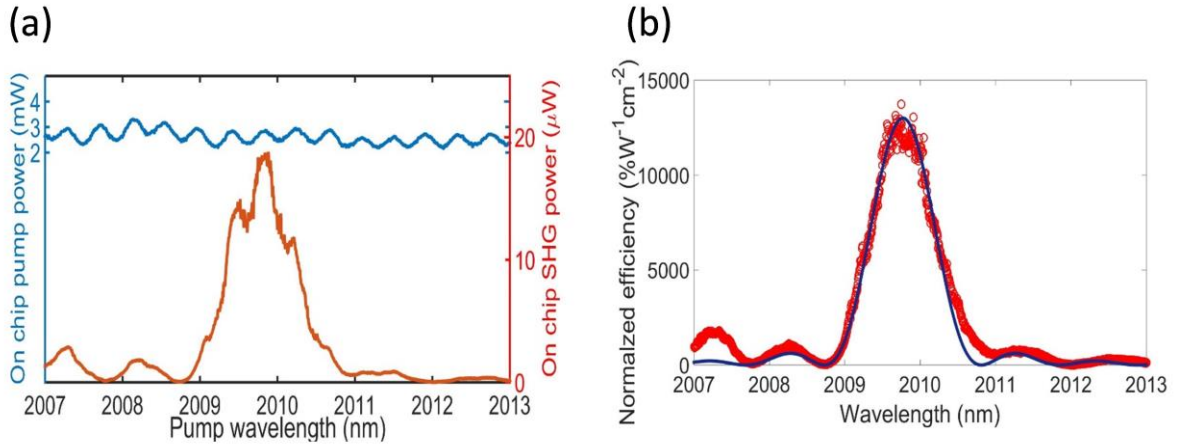 (a)
On chip pump power (mW)
4
3
2
20
10
0
On chip SHG power (μW)
2007 2008 2009 2010 2011 2012 2013
Pump wavelength (nm)
(b)
Normalzed efficiency (%W⁻¹cm⁻²)
15000
10000
5000
0
2007 2008 2009 2010 2011 2012 2013
Wavelength (nm)